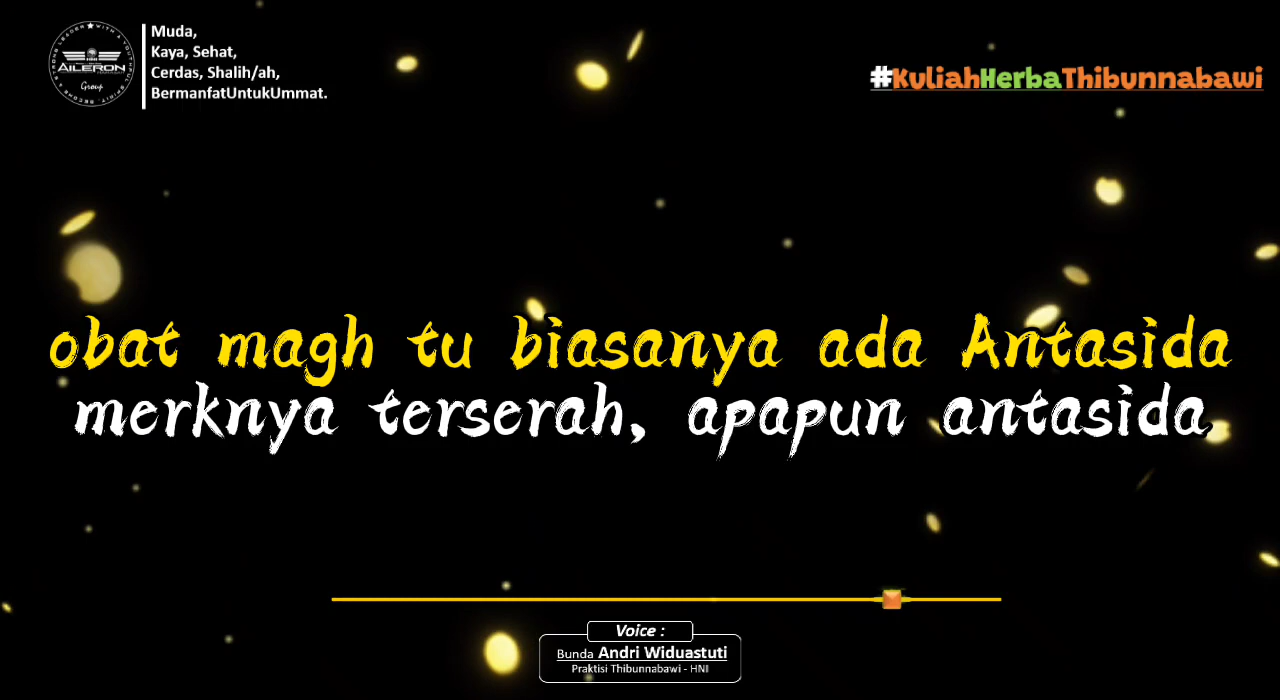 Muda,
Kaya, Sehat,
Cerdas, Shalih/ah,
BermanfatUntukUmmat.
AILERON
Group
#KuliahHerbaThibunnabawi
obat magh tu biasanya ada Antasida
merknya terserah, apapun antasida
Voice :
Bunda Andri Widuastuti
Praktisi Thibunnabawi - HNI